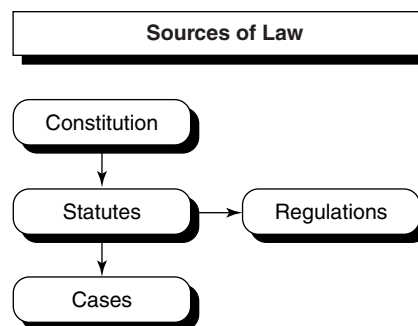 Sources of Law
Constitution
Statutes
Regulations
Cases